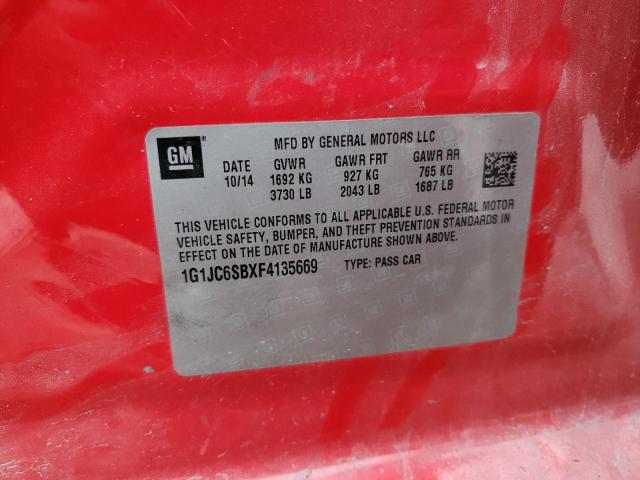 GM ®
MFD BY GENERAL MOTORS LLC
DATE GVWR GAWR FRT GAWR RR
10/14 1692 KG 927 KG 765 KG
3730 LB 2043 LB 1687 LB
THIS VEHICLE CONFORMS TO ALL APPLICABLE U.S. FEDERAL MOTOR
VEHICLE SAFETY, BUMPER, AND THEFT PREVENTION STANDARDS IN
EFFECT ON THE DATE OF MANUFACTURE SHOWN ABOVE.
1G1JC6SBXF4135669 TYPE: PASS CAR